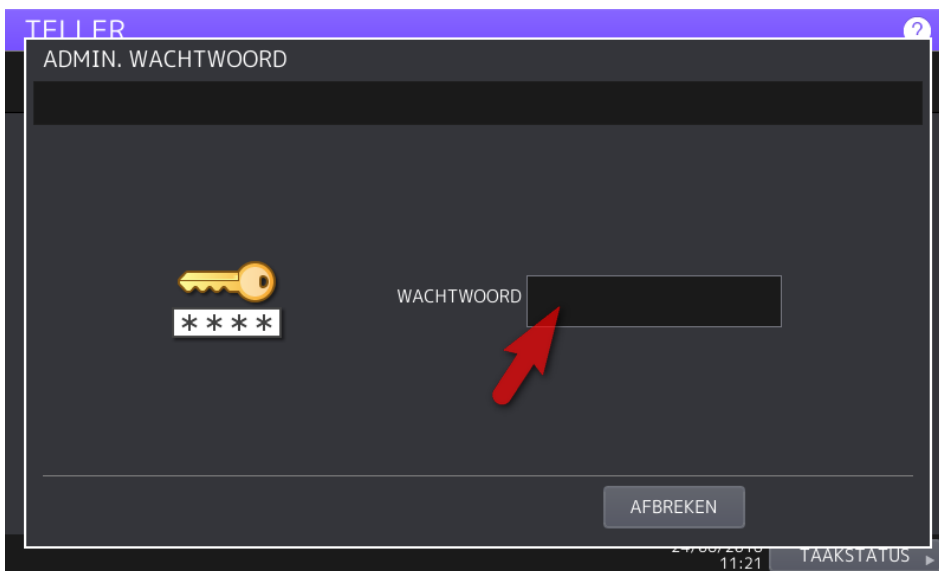 TELLER
?
ADMIN. WACHTWOORD
WACHTWOORD
****
AFBREKEN
11:21
TAAKSTATUS